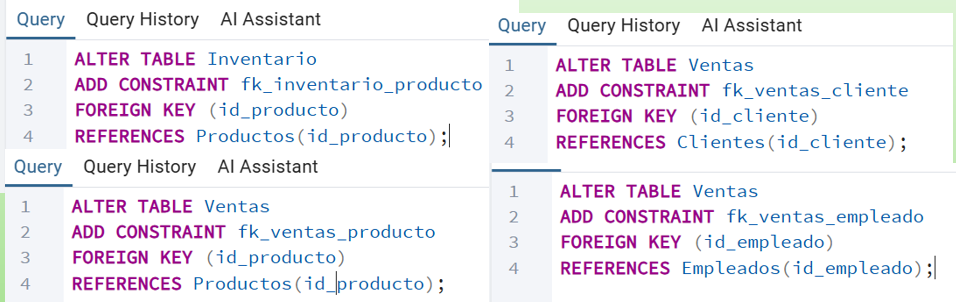 Query Query History AI Assistant
1 ALTER TABLE Inventario
2 ADD CONSTRAINT fk_inventario_producto
3 FOREIGN KEY (id_producto)
4 REFERENCES Productos(id_producto);
Query Query History AI Assistant
1 ALTER TABLE Ventas
2 ADD CONSTRAINT fk_ventas_producto
3 FOREIGN KEY (id_producto)
4 REFERENCES Productos(id_producto);
Query Query History AI Assistant
1 ALTER TABLE Ventas
2 ADD CONSTRAINT fk_ventas_cliente
3 FOREIGN KEY (id_cliente)
4 REFERENCES Clientes(id_cliente);
1 ALTER TABLE Ventas
2 ADD CONSTRAINT fk_ventas_empleado
3 FOREIGN KEY (id_empleado)
4 REFERENCES Empleados(id_empleado);